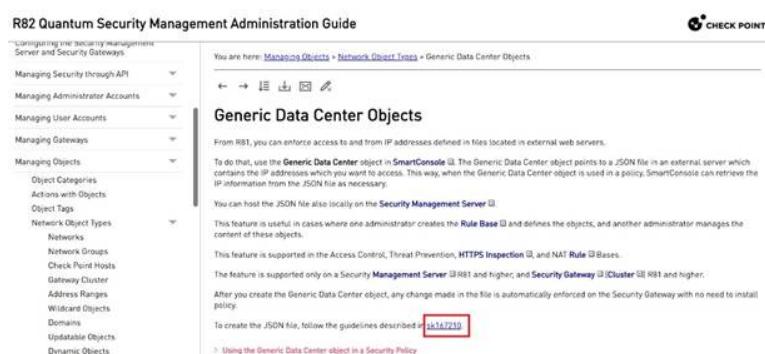 R82 Quantum Security Management Administration Guide
CHECK POINT
Configuring the Security Management
Server and Security Gateways
Managing Security through API
Managing Administrator Accounts
Managing User Accounts
Managing Gateways
Managing Objects
Object Categories
Actions with Objects
Object Tags
Network Object Types
Networks
Network Groups
Check Point Hosts
Gateway Cluster
Address Ranges
Wildcard Objects
Domains
Updatable Objects
Dynamic Objects
You are here: Managing Objects > Network Object Types > Generic Data Center Objects
Generic Data Center Objects
From R81, you can enforce access to and from IP addresses defined in files located in external web servers.
To do that, use the Generic Data Center object in SmartConsole. The Generic Data Center object points to a JSON file in an external server which
contains the IP addresses which you want to access. This way, when the Generic Data Center object is used in a policy, SmartConsole can retrieve the
IP information from the JSON file as necessary.
You can host the JSON file also locally on the Security Management Server.
This feature is useful in cases where one administrator creates the Rule Base and defines the objects, and another administrator manages the
content of these objects.
This feature is supported in the Access Control, Threat Prevention, HTTPS Inspection, and NAT Rule Bases.
The feature is supported only on a Security Management Server R81 and higher, and Security Gateway (Cluster) R81 and higher.
After you create the Generic Data Center object, any change made in the file is automatically enforced on the Security Gateway with no need to install
policy.
To create the JSON file, follow the guidelines described in sk167210.
> Using the Generic Data Center object in a Security Policy